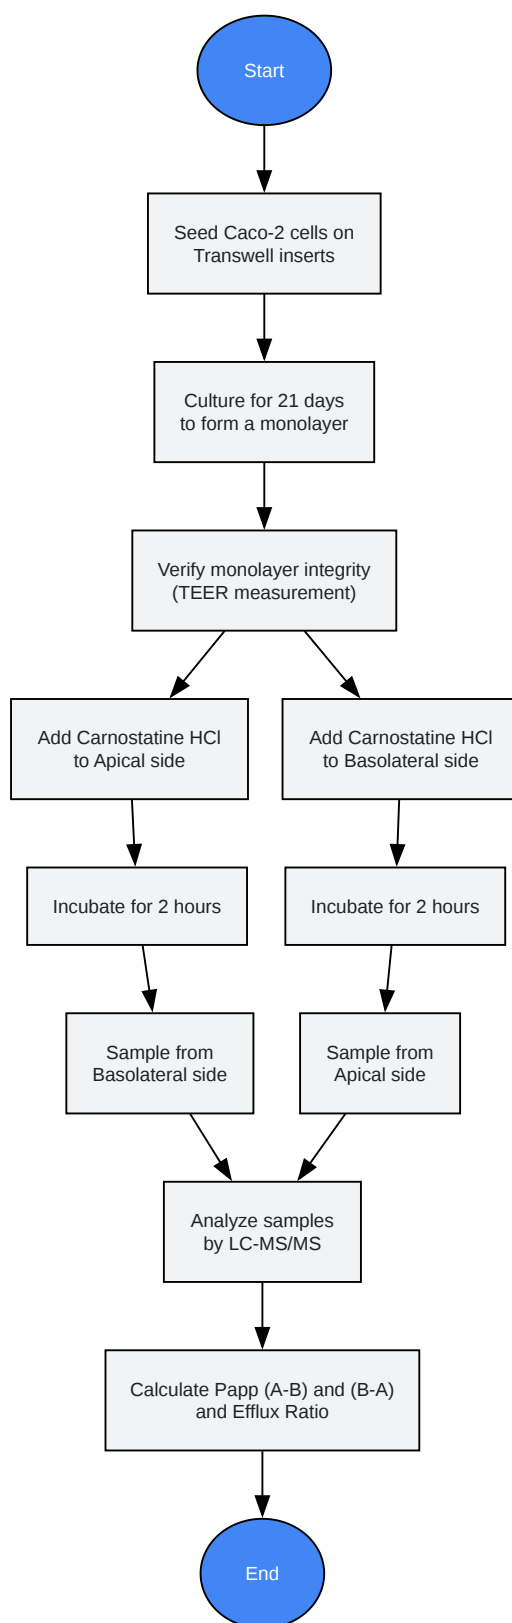 Start
Seed Caco-2 cells on
Transwell inserts
Culture for 21 days
to form a monolayer
Verify monolayer integrity
(TEER measurement)
Add Carnostatine HCl
to Apical side
Add Carnostatine HCl
to Basolateral side
Incubate for 2 hours
Incubate for 2 hours
Sample from
Basolateral side
Sample from
Apical side
Analyze samples
by LC-MS/MS
Calculate Papp (A-B) and (B-A)
and Efflux Ratio
End